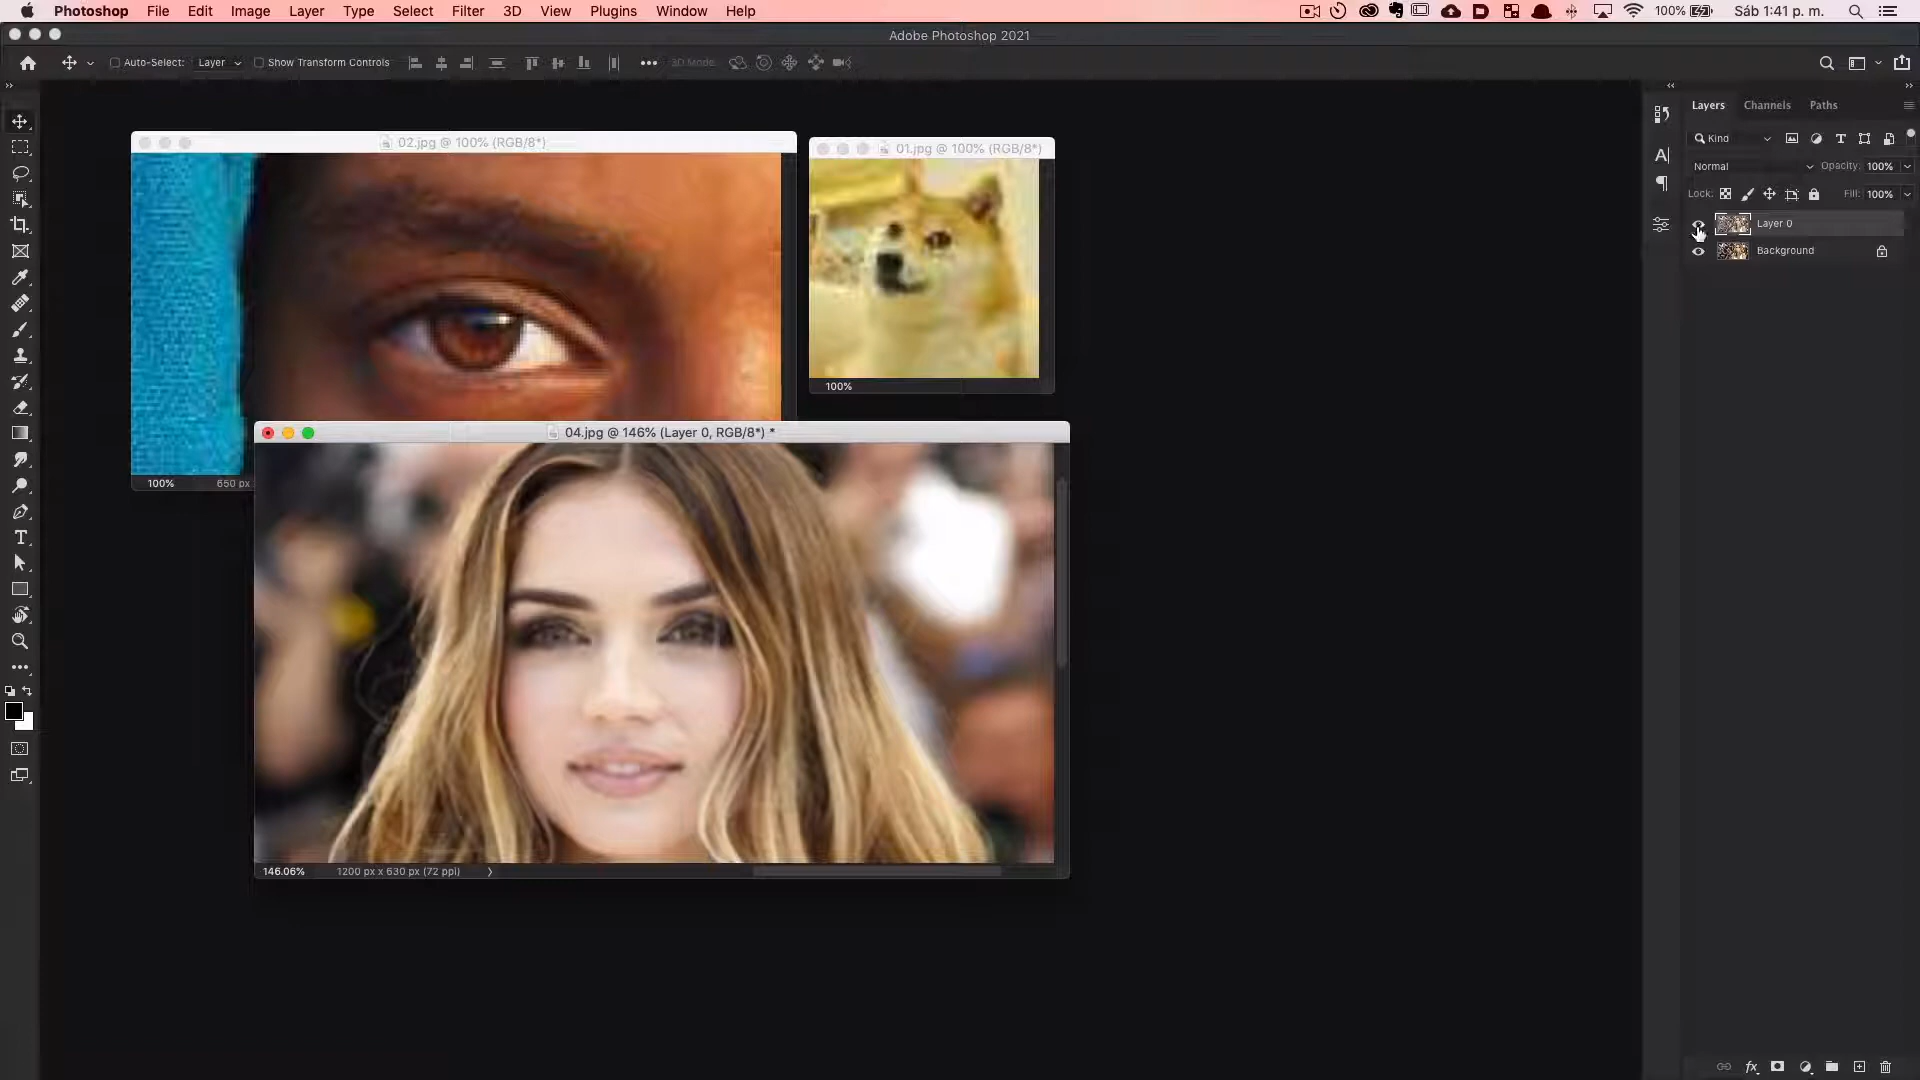 Photoshop File Edit Image Layer Type Select Filter 3D View Plugins Window Help 100% Sáb 1:41 p. m.
Adobe Photoshop 2021
Auto-Select: Layer Show Transform Controls 3D Mode:
Layers Channels Paths
Kind
Normal Opacity: 100%
Lock: Fill: 100%
Layer 0
Background
02.jpg @ 100% (RGB/8*)
100% 650 px
01.jpg @ 100% (RGB/8*)
100%
04.jpg @ 146% (Layer 0, RGB/8*) *
146.06% 1200 px x 630 px (72 ppi)